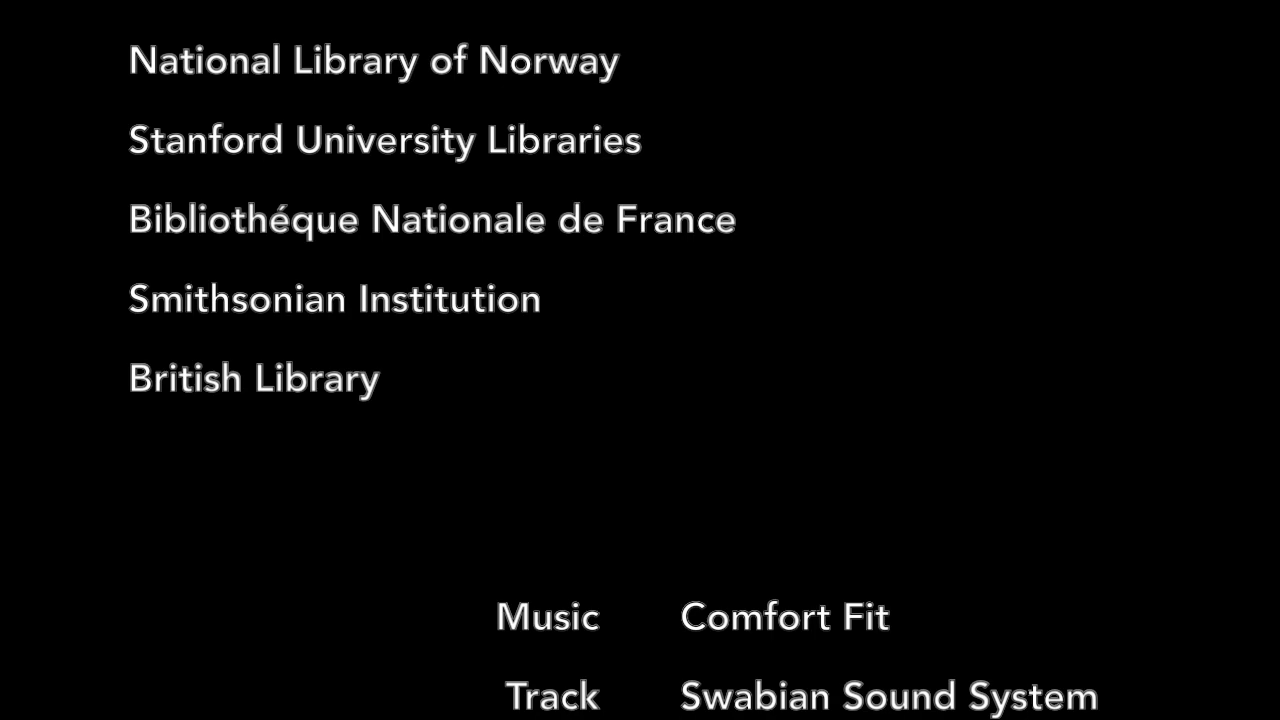 National Library of Norway
Stanford University Libraries
Bibliothéque Nationale de France
Smithsonian Institution
British Library
Music Comfort Fit
Track Swabian Sound System